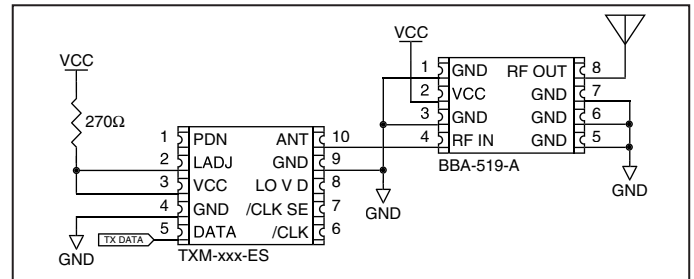 VCC
270Ω
1 PDN ANT 10
2 LADJ GND 9
3 VCC LO V D 8
4 GND /CLK SE 7
5 DATA /CLK 6
TX DATA
GND
TXM-xxx-ES
GND
VCC
1 GND RF OUT 8
2 VCC GND 7
3 GND GND 6
4 RF IN GND 5
BBA-519-A
GND